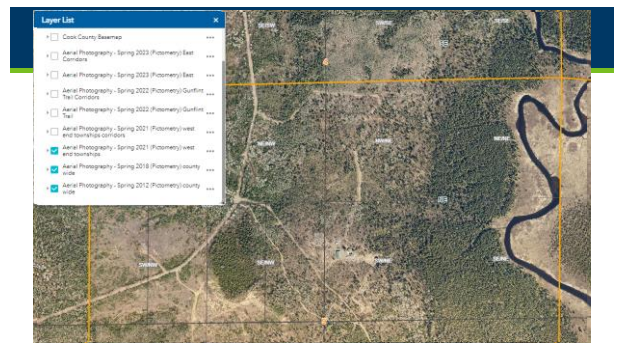 Layer List
Cook County Basemap
Aerial Photography - Spring 2023 (Pictometry) East
Corridors
Aerial Photography - Spring 2023 (Pictometry) East
Aerial Photography - Spring 2022 (Pictometry) Gunflint
Trail Corridors
Aerial Photography - Spring 2022 (Pictometry) Gunflint
Trail
Aerial Photography - Spring 2021 (Pictometry) west
end townships corridors
Aerial Photography - Spring 2021 (Pictometry) west
end townships
Aerial Photography - Spring 2018 (Pictometry) county
wide
Aerial Photography - Spring 2012 (Pictometry) county
wide